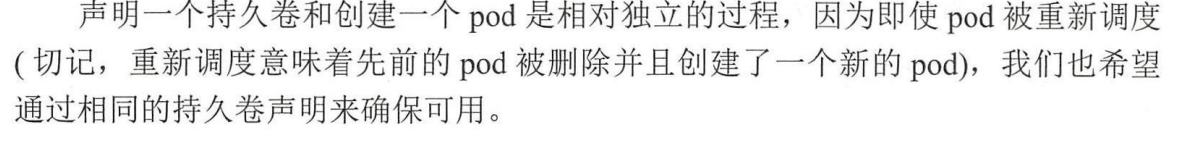 声明一个持久卷和创建一个 pod 是相对独立的过程，因为即使 pod 被重新调度
(切记，重新调度意味着先前的 pod 被删除并且创建了一个新的 pod)，我们也希望
通过相同的持久卷声明来确保可用。